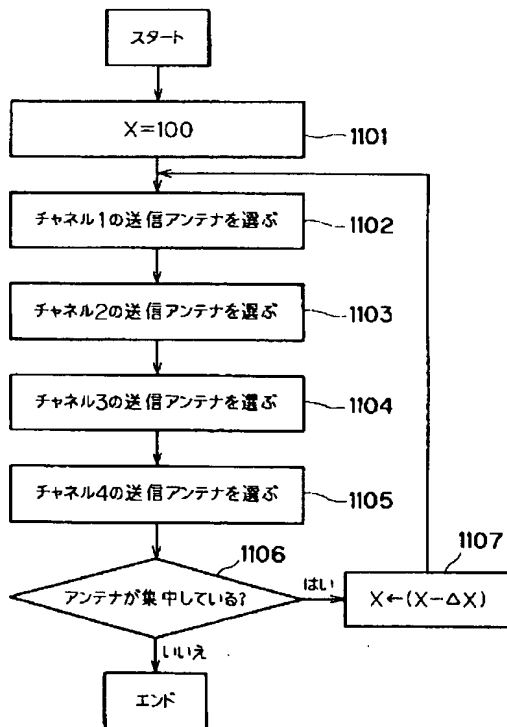 スタート
X=100
1101
チャネル1の送信アンテナを選ぶ
1102
チャネル2の送信アンテナを選ぶ
1103
チャネル3の送信アンテナを選ぶ
1104
チャネル4の送信アンテナを選ぶ
1105
1106
アンテナが集中している?
はい
1107
X←(X-ΔX)
いいえ
エンド